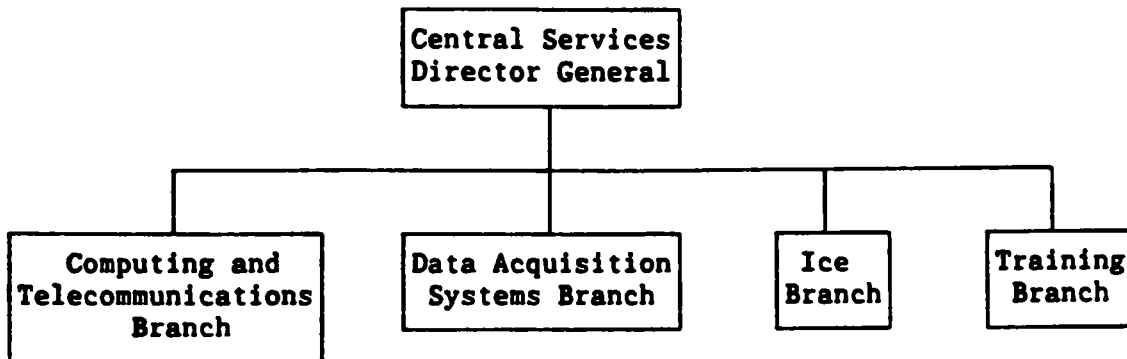 Central Services
Director General
Computing and
Telecommunications
Branch
Data Acquisition
Systems Branch
Ice
Branch
Training
Branch